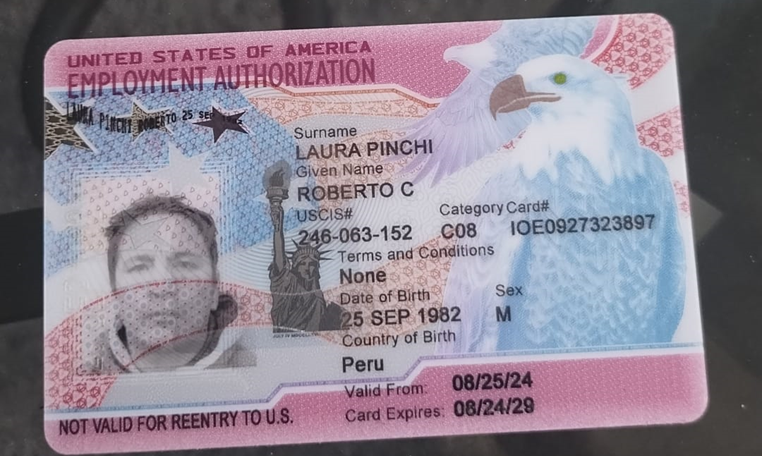 UNITED STATES OF AMERICA
EMPLOYMENT AUTHORIZATION
LAURA PINCHI ROBERTO 25 SEP
Surname
LAURA PINCHI
Given Name
ROBERTO C
USCIS# Category Card#
246-063-152 C08 IOE0927323897
Terms and Conditions
None
Date of Birth Sex
25 SEP 1982 M
Country of Birth
Peru
Valid From: 08/25/24
Card Expires: 08/24/29
NOT VALID FOR REENTRY TO U.S.